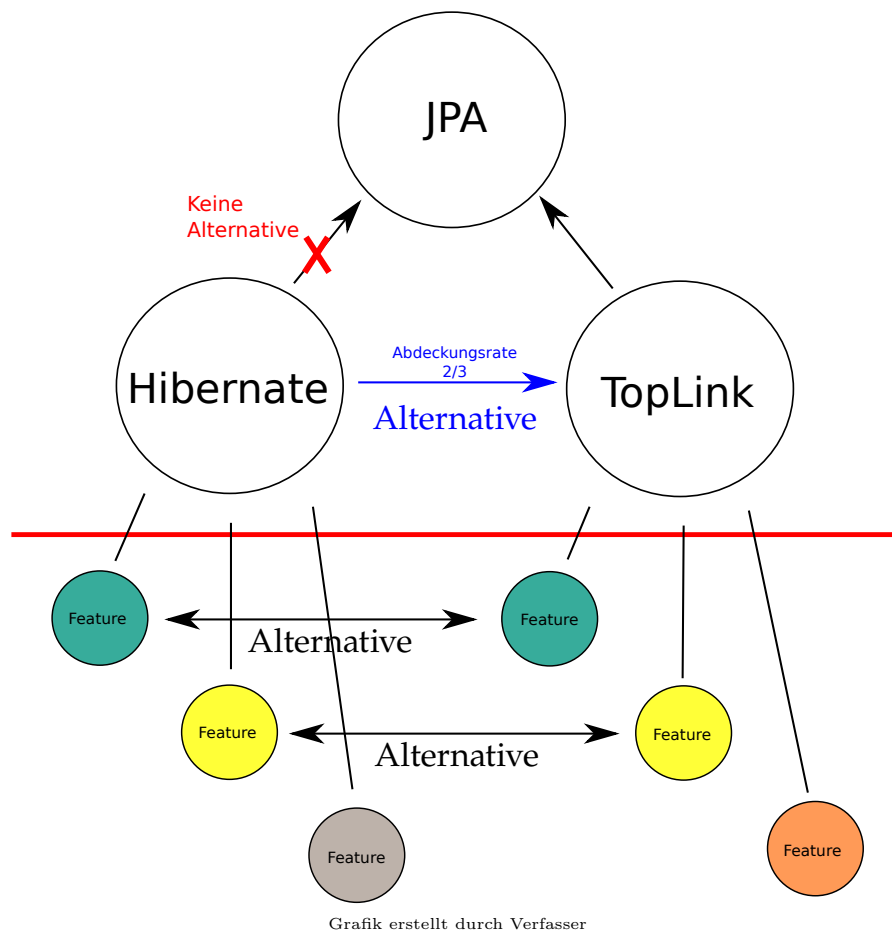 JPA
Keine
Alternative
Hibernate
Abdeckungsrate
2/3
Alternative
TopLink
Feature
Alternative
Feature
Feature
Alternative
Feature
Feature
Feature
Grafik erstellt durch Verfasser